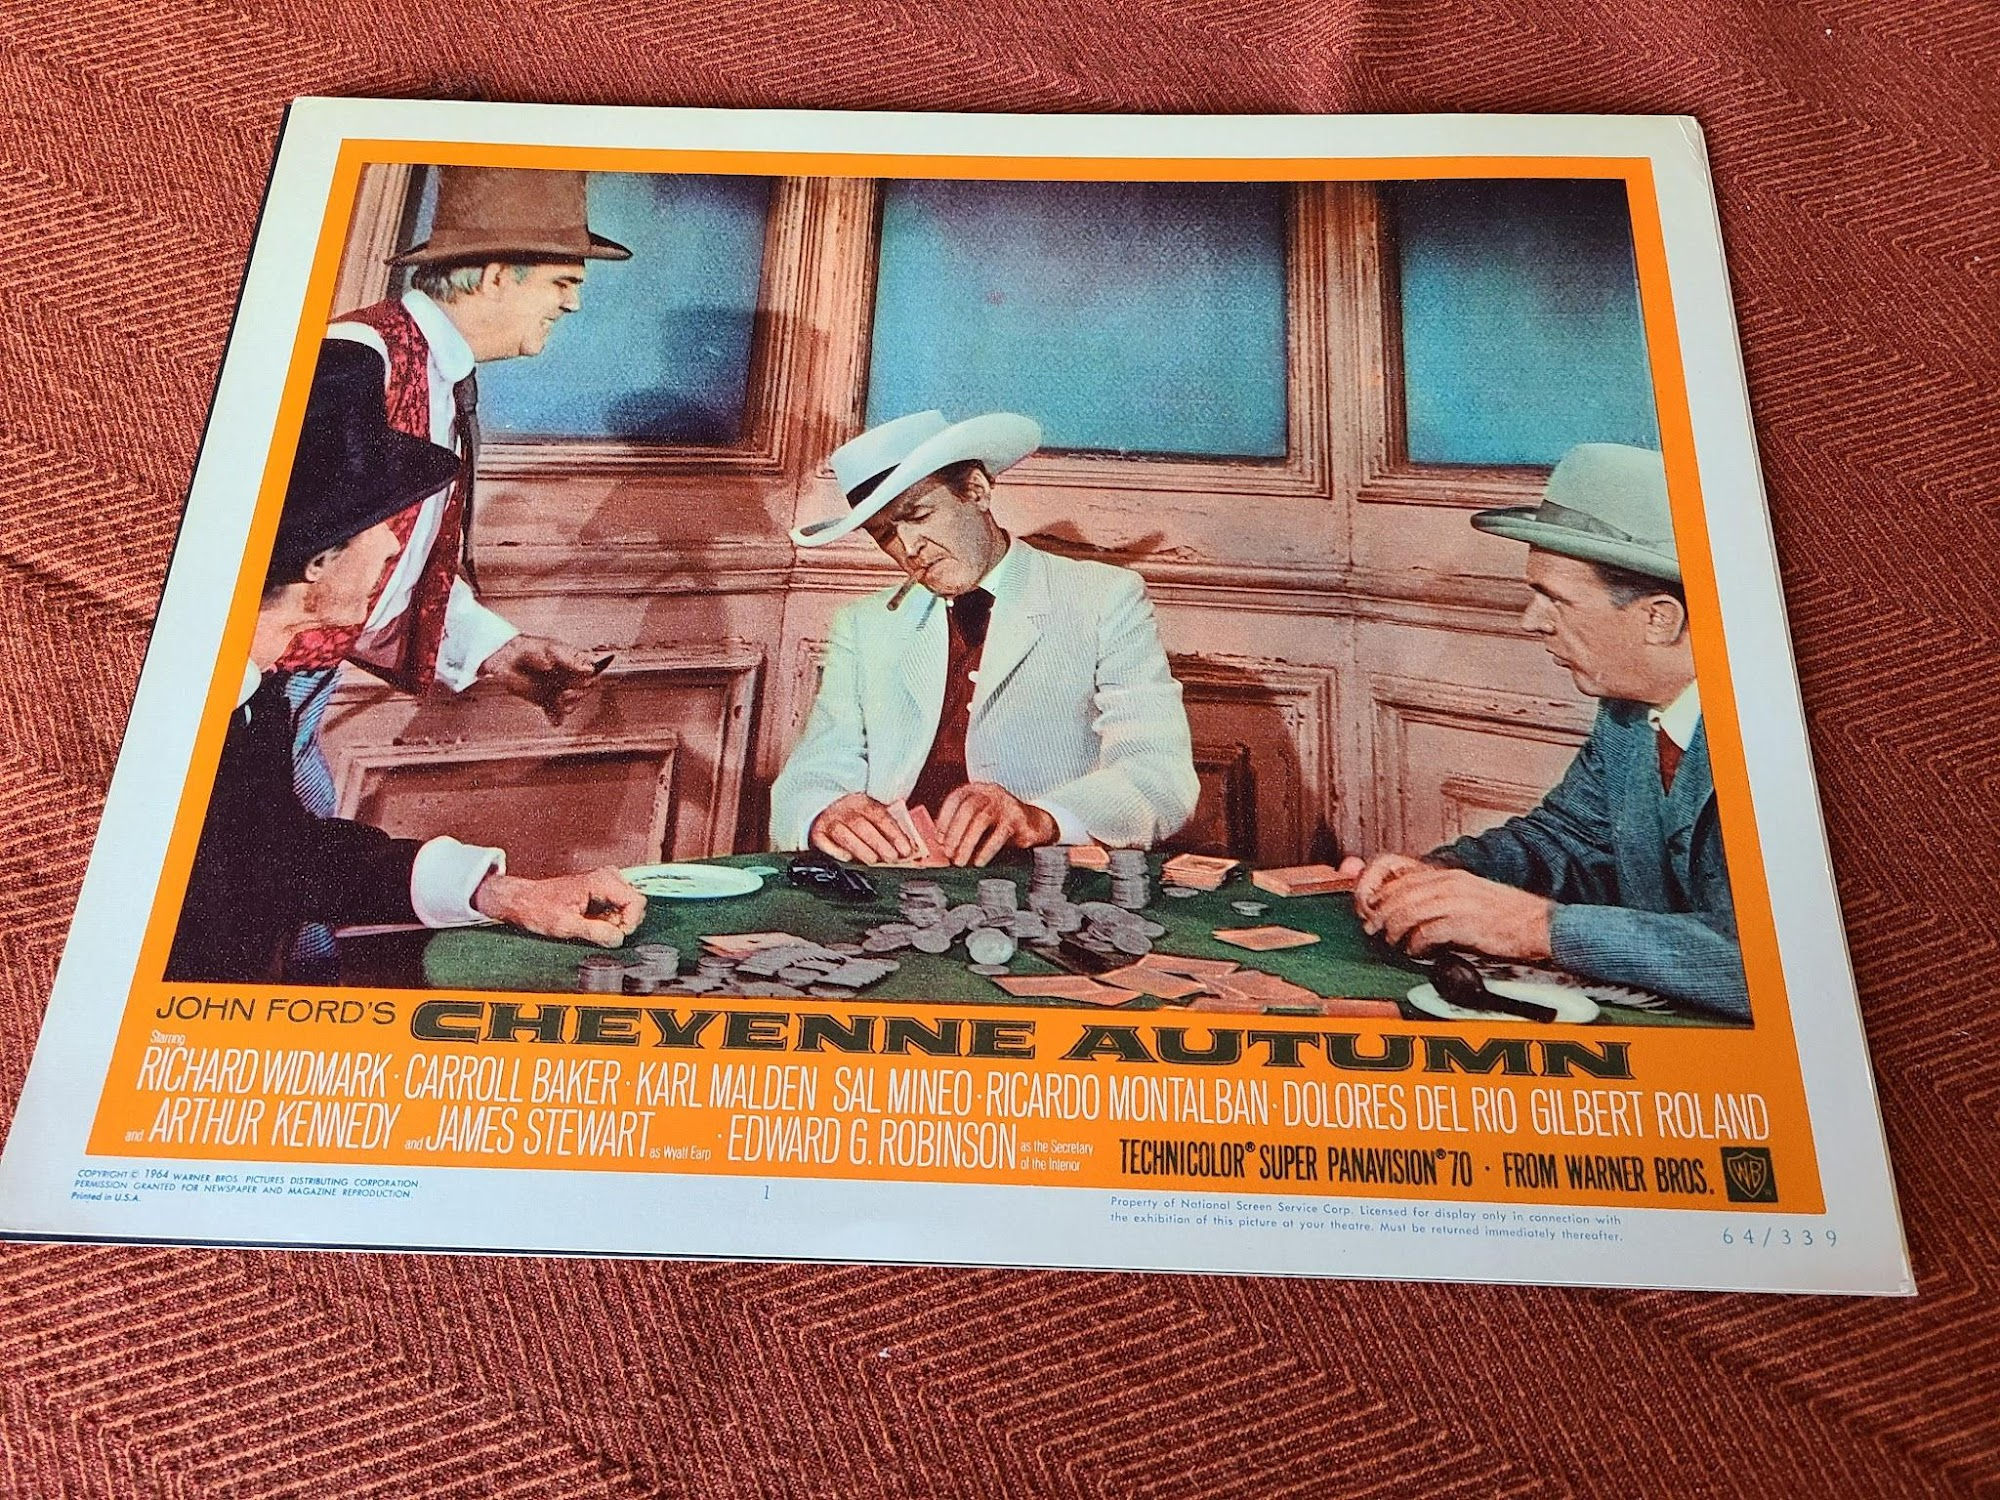 JOHN FORD'S CHEYENNE AUTUMN
Starring
RICHARD WIDMARK · CARROLL BAKER · KARL MALDEN SAL MINEO · RICARDO MONTALBAN · DOLORES DEL RIO GILBERT ROLAND
and ARTHUR KENNEDY and JAMES STEWART as Wyatt Earp · EDWARD G. ROBINSON as the Secretary of the Interior
TECHNICOLOR® SUPER PANAVISION® 70 · FROM WARNER BROS. WB
COPYRIGHT © 1964 WARNER BROS. PICTURES DISTRIBUTING CORPORATION.
PERMISSION GRANTED FOR NEWSPAPER AND MAGAZINE REPRODUCTION.
Printed in U.S.A.
1
Property of National Screen Service Corp. Licensed for display only in connection with
the exhibition of this picture at your theatre. Must be returned immediately thereafter.
64/339